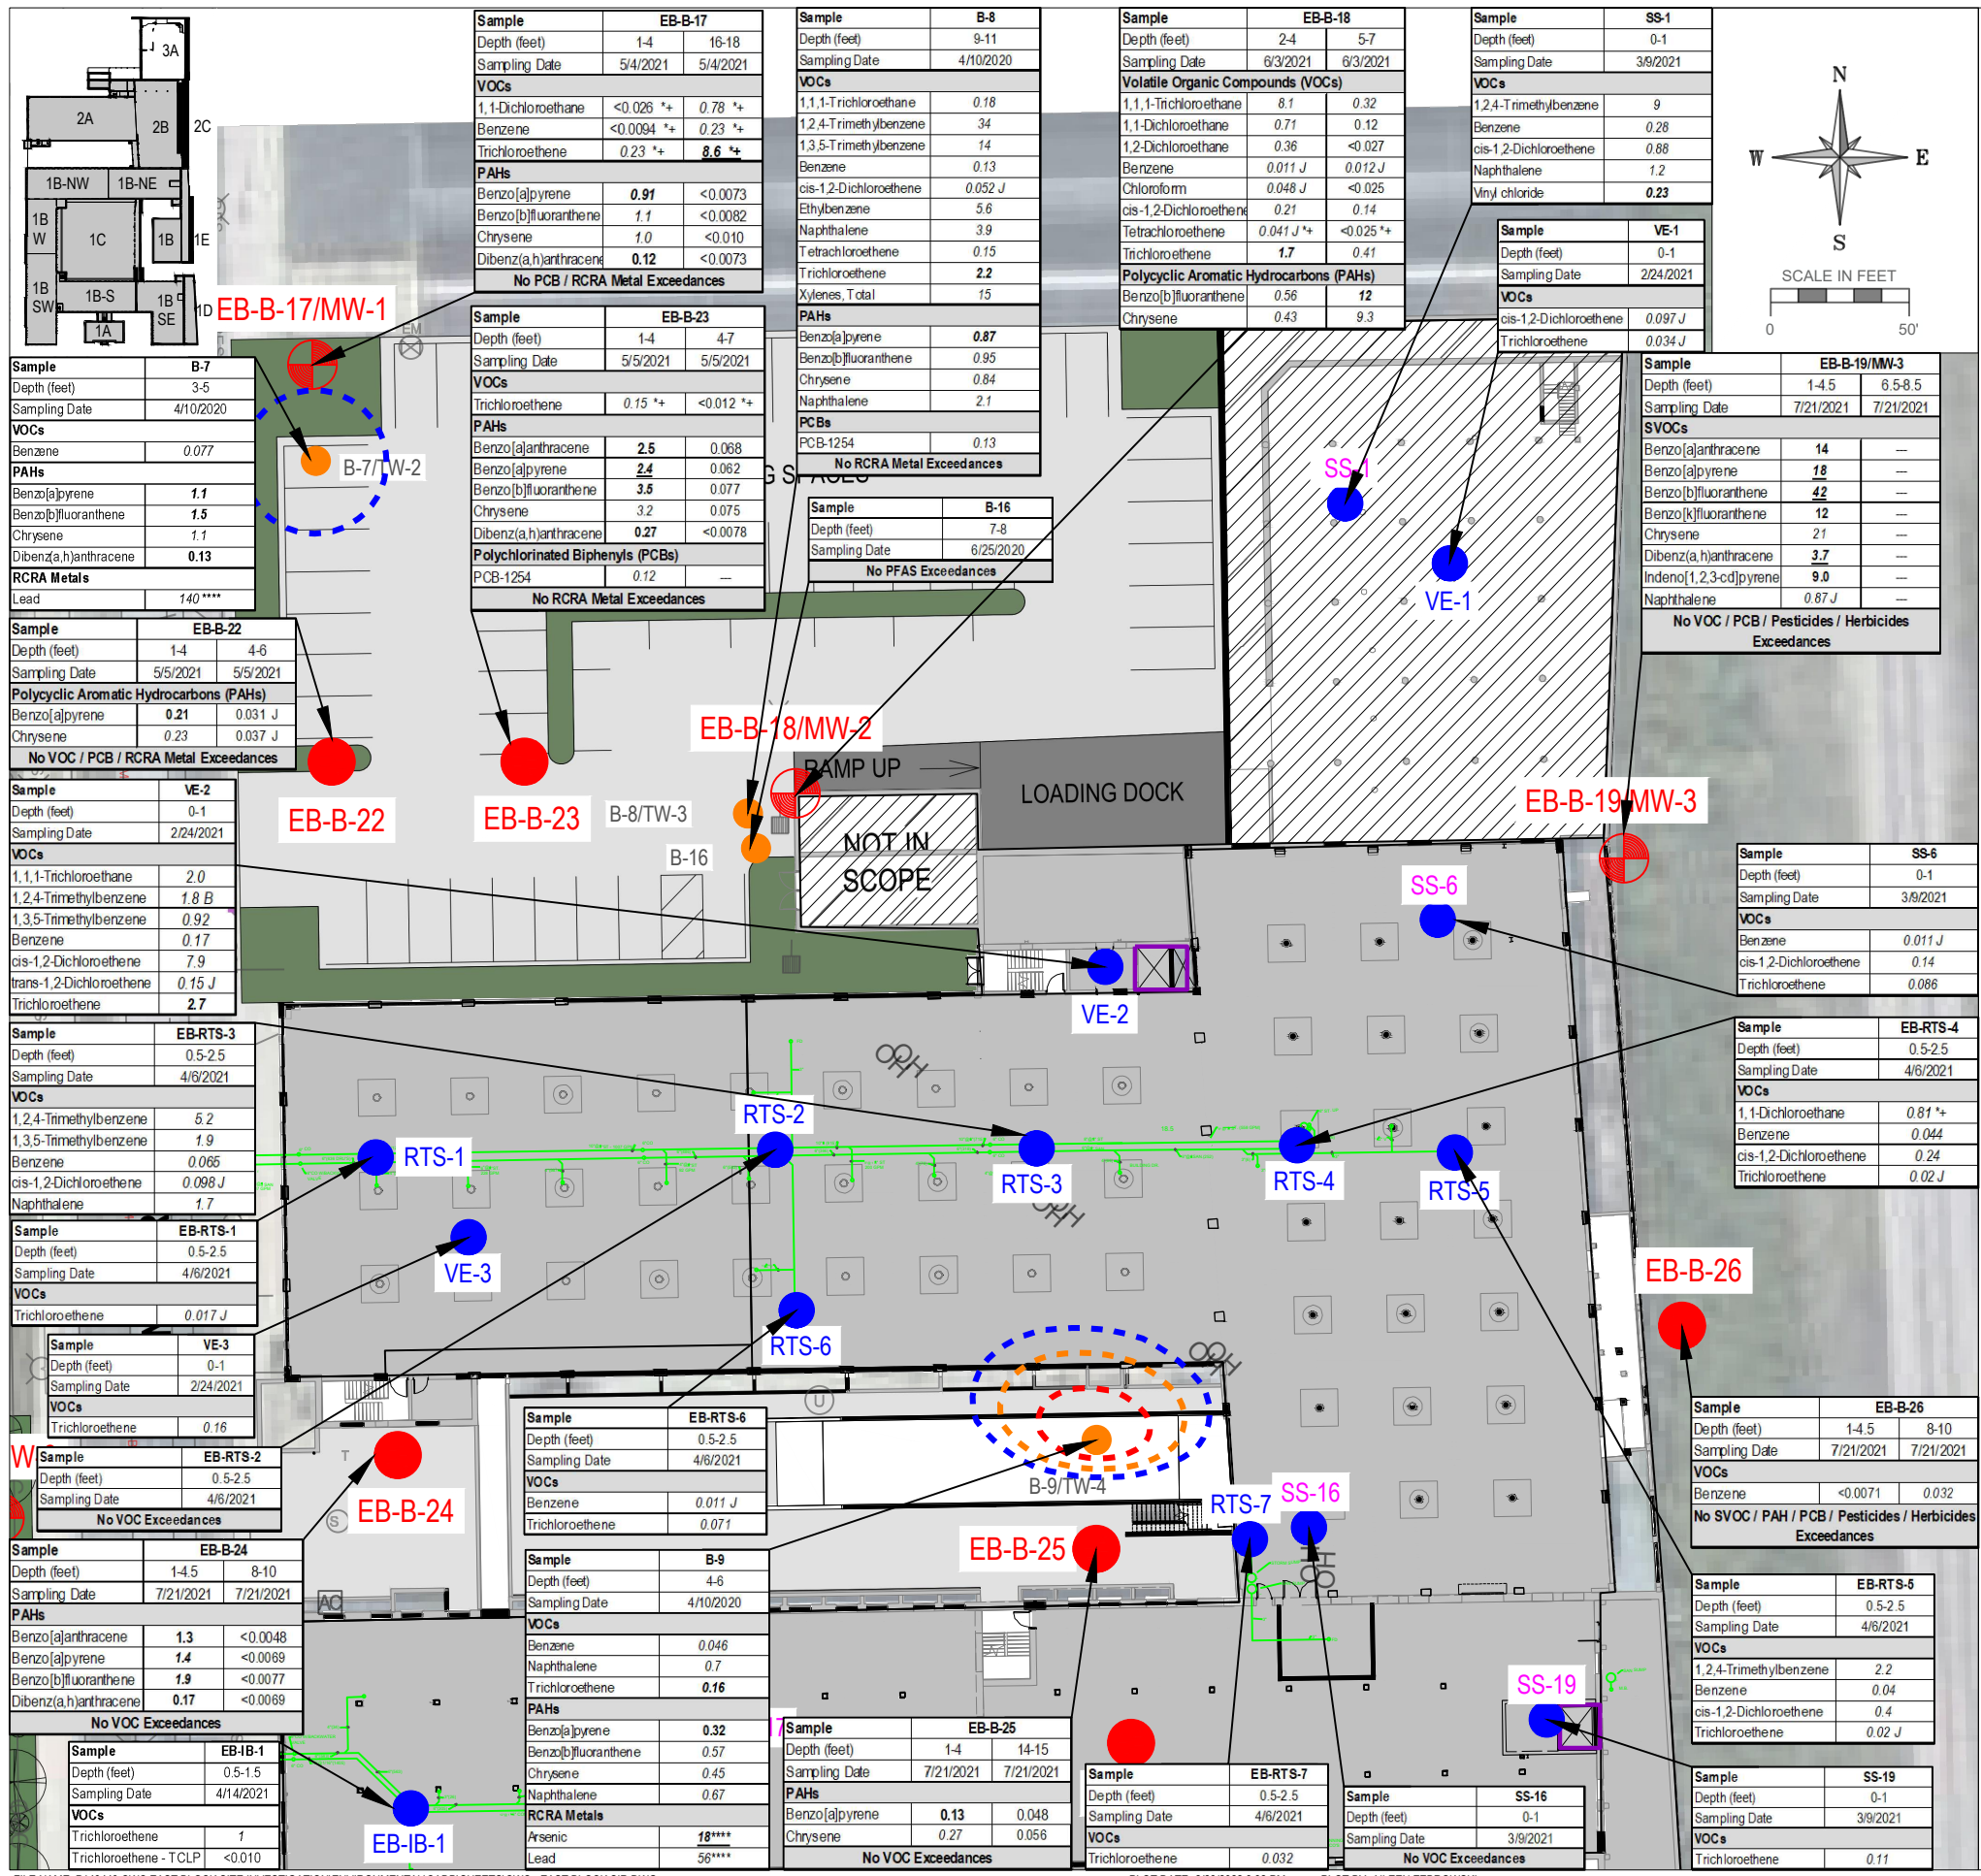 3A
2A
2B
2C
1B-NW
1B-NE
1B
W
1C
1B
1E
1B
SW
1B-S
1B
SE
1D
1A
Sample EB-B-17
Depth (feet) 1-4 16-18
Sampling Date 5/4/2021 5/4/2021
VOCs
1,1-Dichloroethane <0.026 *+ 0.78 *+
Benzene <0.0094 *+ 0.23 *+
Trichloroethene 0.23 *+ 8.6 *+
PAHs
Benzo[a]pyrene 0.91 <0.0073
Benzo[b]fluoranthene 1.1 <0.0082
Chrysene 1.0 <0.010
Dibenz(a,h)anthracene 0.12 <0.0073
No PCB / RCRA Metal Exceedances
Sample B-8
Depth (feet) 9-11
Sampling Date 4/10/2020
VOCs
1,1,1-Trichloroethane 0.18
1,2,4-Trimethylbenzene 34
1,3,5-Trimethylbenzene 14
Benzene 0.13
cis-1,2-Dichloroethene 0.052 J
Ethylbenzene 5.6
Naphthalene 3.9
Tetrachloroethene 0.15
Trichloroethene 2.2
Xylenes, Total 15
PAHs
Benzo[a]pyrene 0.87
Benzo[b]fluoranthene 0.95
Chrysene 0.84
Naphthalene 2.1
PCBs
PCB-1254 0.13
No RCRA Metal Exceedances
Sample EB-B-18
Depth (feet) 2-4 5-7
Sampling Date 6/3/2021 6/3/2021
Volatile Organic Compounds (VOCs)
1,1,1-Trichloroethane 8.1 0.32
1,1-Dichloroethane 0.71 0.12
1,2-Dichloroethane 0.36 <0.027
Benzene 0.011 J 0.012 J
Chloroform 0.048 J <0.025
cis-1,2-Dichloroethene 0.21 0.14
Tetrachloroethene 0.041 J *+ <0.025 *+
Trichloroethene 1.7 0.41
Polycyclic Aromatic Hydrocarbons (PAHs)
Benzo[b]fluoranthene 0.56 12
Chrysene 0.43 9.3
Sample SS-1
Depth (feet) 0-1
Sampling Date 3/9/2021
VOCs
1,2,4-Trimethylbenzene 9
Benzene 0.28
cis-1,2-Dichloroethene 0.88
Naphthalene 1.2
Vinyl chloride 0.23
N
W E
S
SCALE IN FEET
0 50'
Sample VE-1
Depth (feet) 0-1
Sampling Date 2/24/2021
VOCs
cis-1,2-Dichloroethene 0.097 J
Trichloroethene 0.034 J
EB-B-17/MW-1
EM
Sample EB-B-23
Depth (feet) 1-4 4-7
Sampling Date 5/5/2021 5/5/2021
VOCs
Trichloroethene 0.15 *+ <0.012 *+
PAHs
Benzo[a]anthracene 2.5 0.068
Benzo[a]pyrene 2.4 0.062
Benzo[b]fluoranthene 3.5 0.077
Chrysene 3.2 0.075
Dibenz(a,h)anthracene 0.27 <0.0078
Polychlorinated Biphenyls (PCBs)
PCB-1254 0.12 ---
No RCRA Metal Exceedances
Sample B-7
Depth (feet) 3-5
Sampling Date 4/10/2020
VOCs
Benzene 0.077
PAHs
Benzo[a]pyrene 1.1
Benzo[b]fluoranthene 1.5
Chrysene 1.1
Dibenz(a,h)anthracene 0.13
RCRA Metals
Lead 140 ****
B-7/TW-2
Sample EB-B-19/MW-3
Depth (feet) 1-4.5 6.5-8.5
Sampling Date 7/21/2021 7/21/2021
SVOCs
Benzo[a]anthracene 14 ---
Benzo[a]pyrene 18 ---
Benzo[b]fluoranthene 42 ---
Benzo[k]fluoranthene 12 ---
Chrysene 21 ---
Dibenz(a,h)anthracene 3.7 ---
Indeno[1,2,3-cd]pyrene 9.0 ---
Naphthalene 0.87 J ---
No VOC / PCB / Pesticides / Herbicides
Exceedances
SS-1
VE-1
Sample B-16
Depth (feet) 7-8
Sampling Date 6/25/2020
No PFAS Exceedances
Sample EB-B-22
Depth (feet) 1-4 4-6
Sampling Date 5/5/2021 5/5/2021
Polycyclic Aromatic Hydrocarbons (PAHs)
Benzo[a]pyrene 0.21 0.031 J
Chrysene 0.23 0.037 J
No VOC / PCB / RCRA Metal Exceedances
EB-B-22
EB-B-23
EB-B-18/MW-2
B-8/TW-3
B-16
RAMP UP
LOADING DOCK
NOT IN
SCOPE
EB-B-19/MW-3
Sample VE-2
Depth (feet) 0-1
Sampling Date 2/24/2021
VOCs
1,1,1-Trichloroethane 2.0
1,2,4-Trimethylbenzene 1.8 B
1,3,5-Trimethylbenzene 0.92
Benzene 0.17
cis-1,2-Dichloroethene 7.9
trans-1,2-Dichloroethene 0.15 J
Trichloroethene 2.7
SS-6
VE-2
Sample SS-6
Depth (feet) 0-1
Sampling Date 3/9/2021
VOCs
Benzene 0.011 J
cis-1,2-Dichloroethene 0.14
Trichloroethene 0.086
Sample EB-RTS-3
Depth (feet) 0.5-2.5
Sampling Date 4/6/2021
VOCs
1,2,4-Trimethylbenzene 5.2
1,3,5-Trimethylbenzene 1.9
Benzene 0.065
cis-1,2-Dichloroethene 0.098 J
Naphthalene 1.7
Sample EB-RTS-4
Depth (feet) 0.5-2.5
Sampling Date 4/6/2021
VOCs
1,1-Dichloroethane 0.81 *+
Benzene 0.044
cis-1,2-Dichloroethene 0.24
Trichloroethene 0.02 J
RTS-1
RTS-2
RTS-3
RTS-4
RTS-5
Sample EB-RTS-1
Depth (feet) 0.5-2.5
Sampling Date 4/6/2021
VOCs
Trichloroethene 0.017 J
VE-3
RTS-6
EB-B-26
Sample VE-3
Depth (feet) 0-1
Sampling Date 2/24/2021
VOCs
Trichloroethene 0.16
Sample EB-RTS-2
Depth (feet) 0.5-2.5
Sampling Date 4/6/2021
No VOC Exceedances
Sample EB-RTS-6
Depth (feet) 0.5-2.5
Sampling Date 4/6/2021
VOCs
Benzene 0.011 J
Trichloroethene 0.071
U
T
S
AC
EB-B-24
B-9/TW-4
EB-B-25
RTS-7
SS-16
Sample EB-B-26
Depth (feet) 1-4.5 8-10
Sampling Date 7/21/2021 7/21/2021
VOCs
Benzene <0.0071 0.032
No SVOC / PAH / PCB / Pesticides / Herbicides
Exceedances
Sample EB-B-24
Depth (feet) 1-4.5 8-10
Sampling Date 7/21/2021 7/21/2021
PAHs
Benzo[a]anthracene 1.3 <0.0048
Benzo[a]pyrene 1.4 <0.0069
Benzo[b]fluoranthene 1.9 <0.0077
Dibenz(a,h)anthracene 0.17 <0.0069
No VOC Exceedances
Sample B-9
Depth (feet) 4-6
Sampling Date 4/10/2020
VOCs
Benzene 0.046
Naphthalene 0.7
Trichloroethene 0.16
PAHs
Benzo[a]pyrene 0.32
Benzo[b]fluoranthene 0.57
Chrysene 0.45
Naphthalene 0.67
RCRA Metals
Arsenic 18****
Lead 56****
Sample EB-RTS-5
Depth (feet) 0.5-2.5
Sampling Date 4/6/2021
VOCs
1,2,4-Trimethylbenzene 2.2
Benzene 0.04
cis-1,2-Dichloroethene 0.4
Trichloroethene 0.02 J
SS-19
Sample EB-IB-1
Depth (feet) 0.5-1.5
Sampling Date 4/14/2021
VOCs
Trichloroethene 1
Trichloroethene - TCLP <0.010
EB-IB-1
Sample EB-B-25
Depth (feet) 1-4 14-15
Sampling Date 7/21/2021 7/21/2021
PAHs
Benzo[a]pyrene 0.13 0.048
Chrysene 0.27 0.056
No VOC Exceedances
Sample EB-RTS-7
Depth (feet) 0.5-2.5
Sampling Date 4/6/2021
VOCs
Trichloroethene 0.032
Sample SS-16
Depth (feet) 0-1
Sampling Date 3/9/2021
No VOC Exceedances
Sample SS-19
Depth (feet) 0-1
Sampling Date 3/9/2021
VOCs
Trichloroethene 0.11